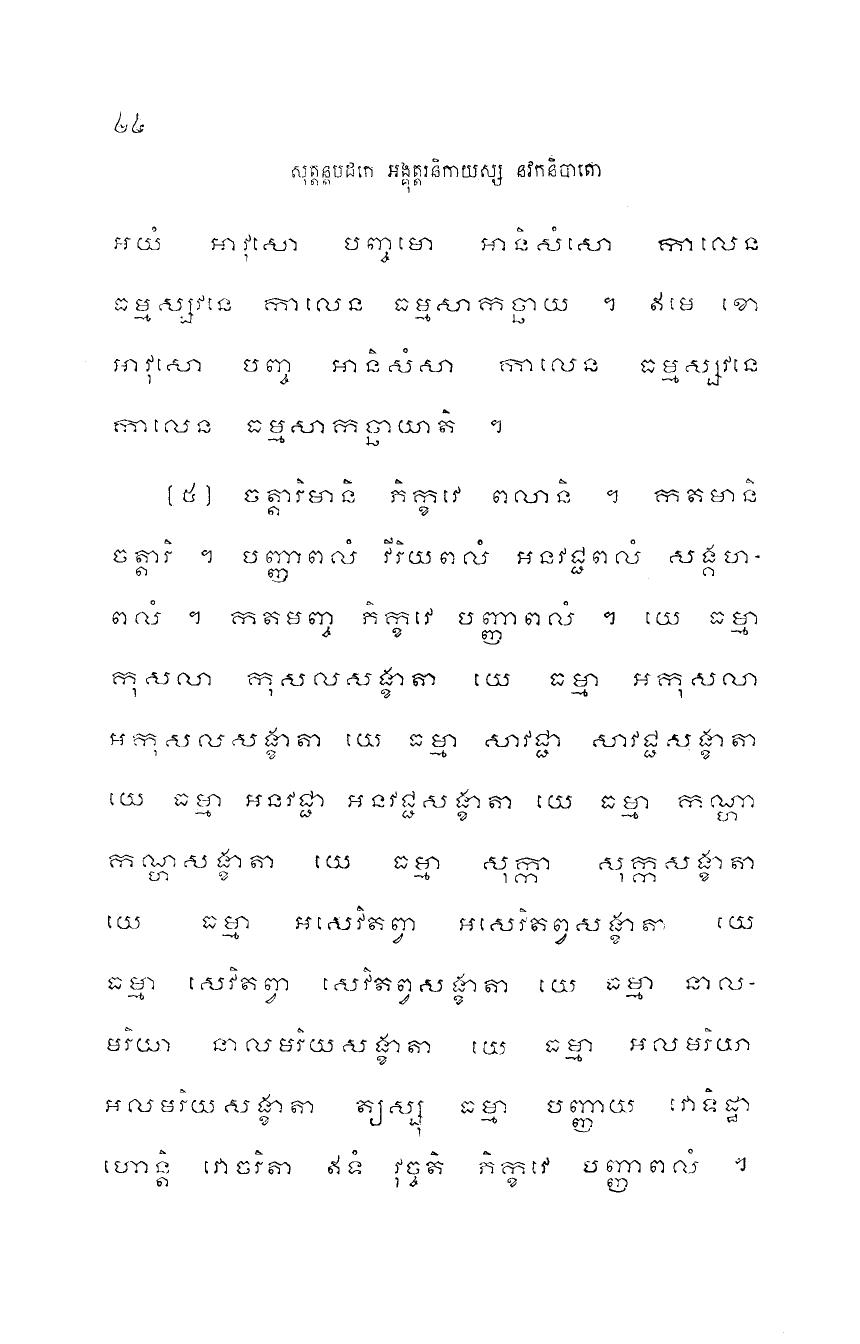 ៤៤
សុត្តន្តបិដកេ អង្គុត្តរនិកាយស្ស នវកនិបាតោ
អយំ អាវុសោ បញ្ចមោ អានិសំសោ កាលេន
ធម្មស្សវនេ កាលេន ធម្មសាកច្ឆាយ ។ ឥមេ ខោ
អាវុសោ បញ្ច អានិសំសា កាលេន ធម្មស្សវនេ
កាលេន ធម្មសាកច្ឆាយាតិ ។
[៥] ចត្តារិមានិ ភិក្ខវេ ពលានិ ។ កតមានិ
ចត្តារិ ។ បញ្ញាពលំ វីរិយពលំ អនវជ្ជពលំ សង្គហ-
ពលំ ។ កតមញ្ច ភិក្ខវេ បញ្ញាពលំ ។ យេ ធម្មា
កុសលា កុសលសង្ខាតា យេ ធម្មា អកុសលា
អកុសលសង្ខាតា យេ ធម្មា សាវជ្ជា សាវជ្ជសង្ខាតា
យេ ធម្មា អនវជ្ជា អនវជ្ជសង្ខាតា យេ ធម្មា កណ្ហា
កណ្ហសង្ខាតា យេ ធម្មា សុក្កា សុក្កសង្ខាតា
យេ ធម្មា អសេវិតព្វា អសេវិតព្វសង្ខាតា យេ
ធម្មា សេវិតព្វា សេវិតព្វសង្ខាតា យេ ធម្មា នាល-
មរិយា នាលមរិយសង្ខាតា យេ ធម្មា អលមរិយា
អលមរិយសង្ខាតា ត្យស្ស ធម្មា បញ្ញាយ វោទិដ្ឋា
ហោន្តិ វោចរិតា ឥទំ វុច្ចតិ ភិក្ខវេ បញ្ញាពលំ ។